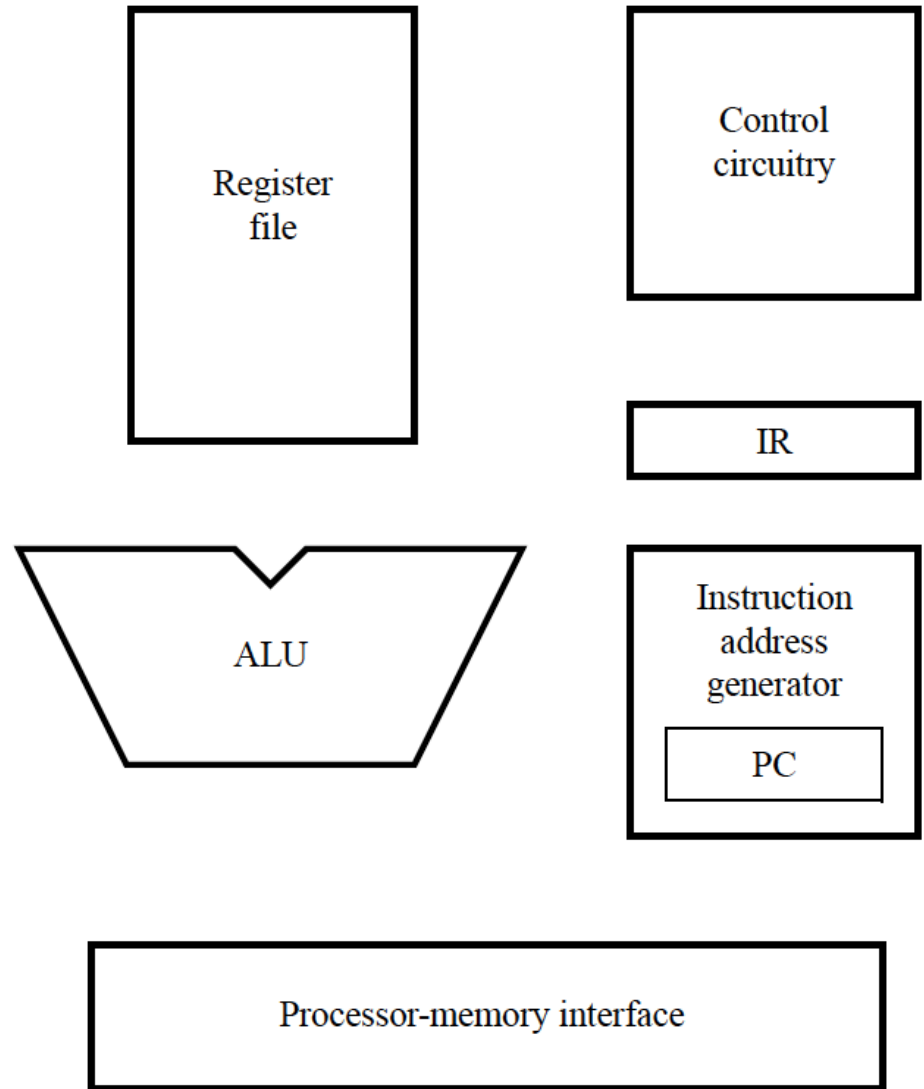 Register
file
Control
circuitry
IR
ALU
Instruction
address
generator
PC
Processor-memory interface